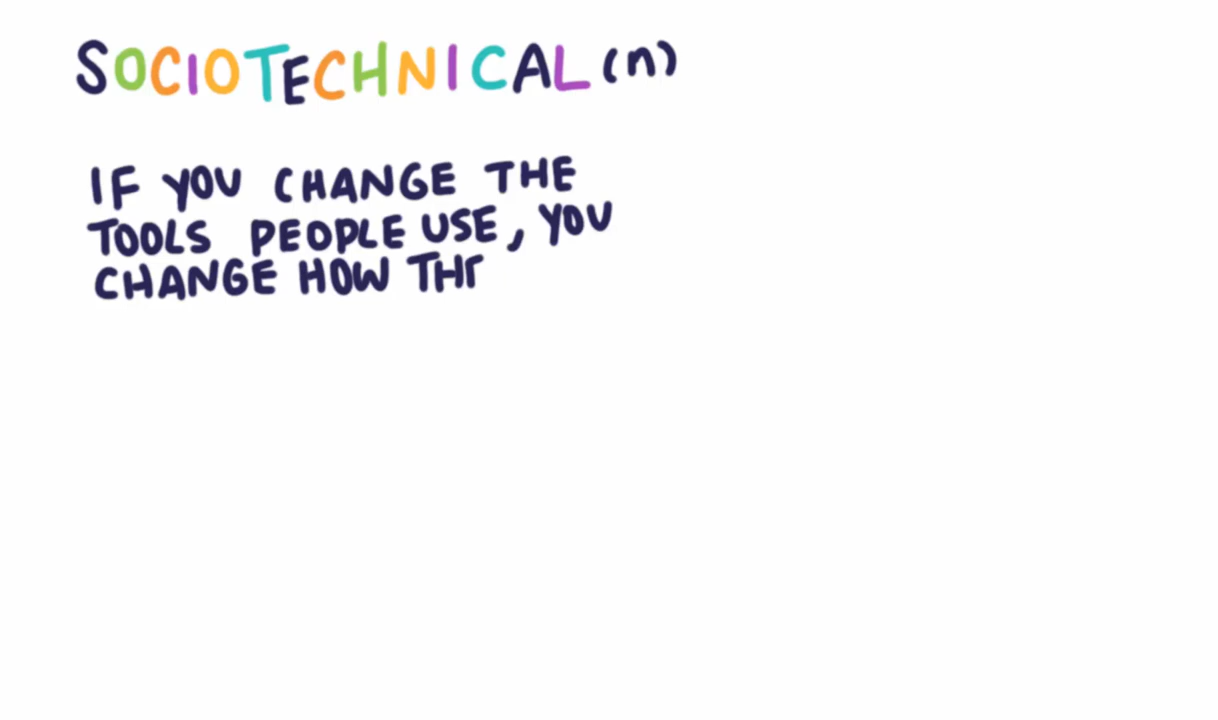 SOCIOTECHNICAL (n)
IF YOU CHANGE THE
TOOLS PEOPLE USE, YOU
CHANGE HOW